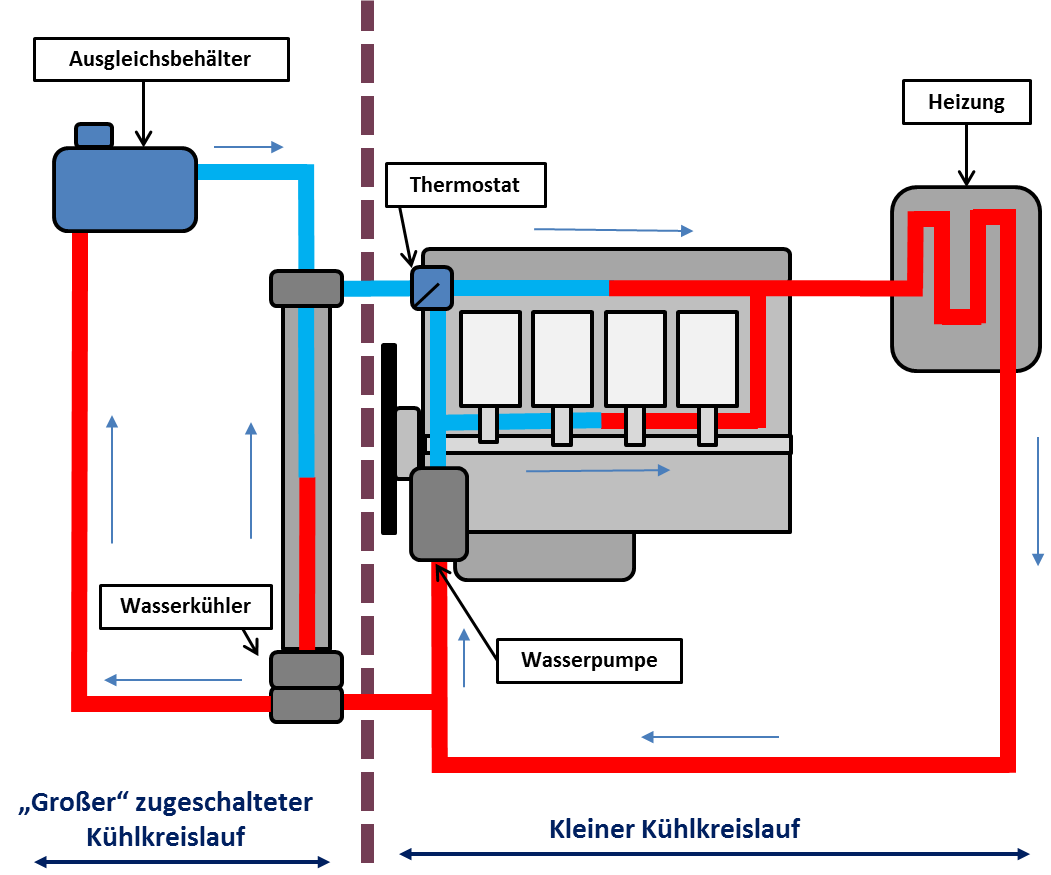 Ausgleichsbehälter
Heizung
Thermostat
Wasserkühler
Wasserpumpe
„Großer“ zugeschalteter
Kühlkreislauf
Kleiner Kühlkreislauf